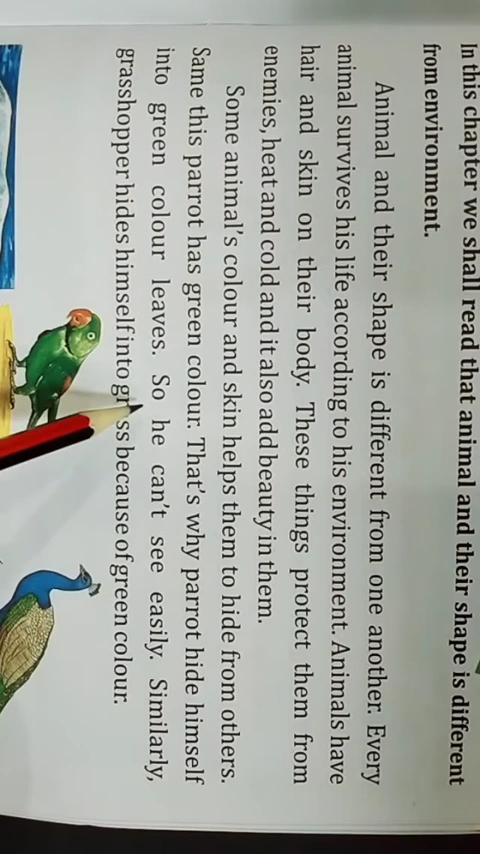 In this chapter we shall read that animal and their shape is different
from environment.
Animal and their shape is different from one another. Every
animal survives his life according to his environment. Animals have
hair and skin on their body. These things protect them from
enemies, heat and cold and it also add beauty in them.
Some animal's colour and skin helps them to hide from others.
Same this parrot has green colour. That's why parrot hide himself
into green colour leaves. So he can't see easily. Similarly,
grasshopper hides himself into grass because of green colour.